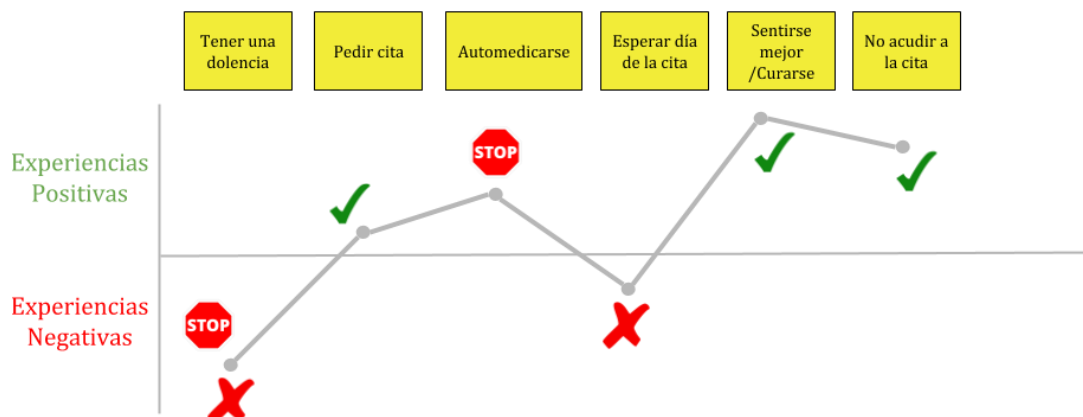 Tener una
dolencia
Pedir cita
Automedicarse
Esperar día
de la cita
Sentirse
mejor
/Curarse
No acudir a
la cita
Experiencias
Positivas
STOP
Experiencias
Negativas
STOP